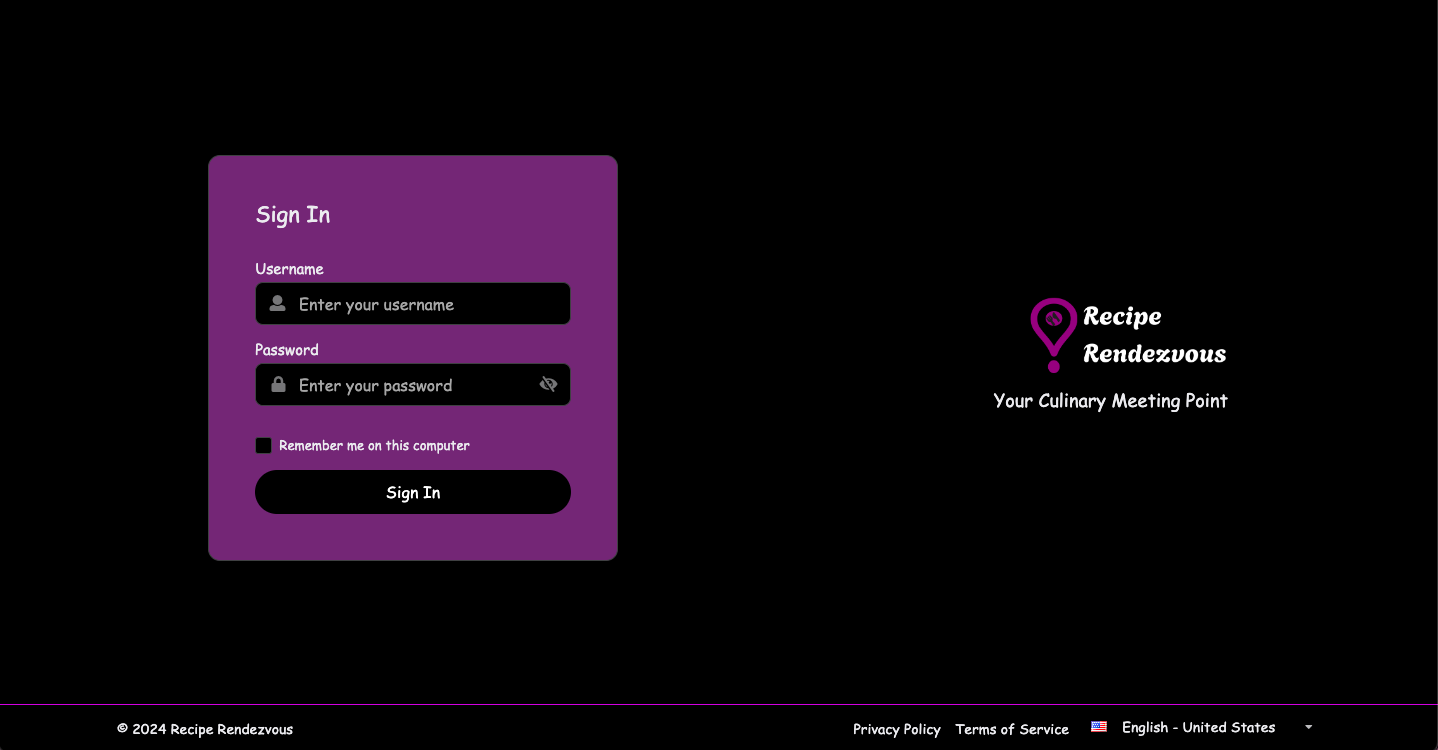 Sign In
Username
Enter your username
Password
Enter your password
Remember me on this computer
Sign In
Recipe
Rendezvous
Your Culinary Meeting Point
© 2024 Recipe Rendezvous
Privacy Policy
Terms of Service
English - United States